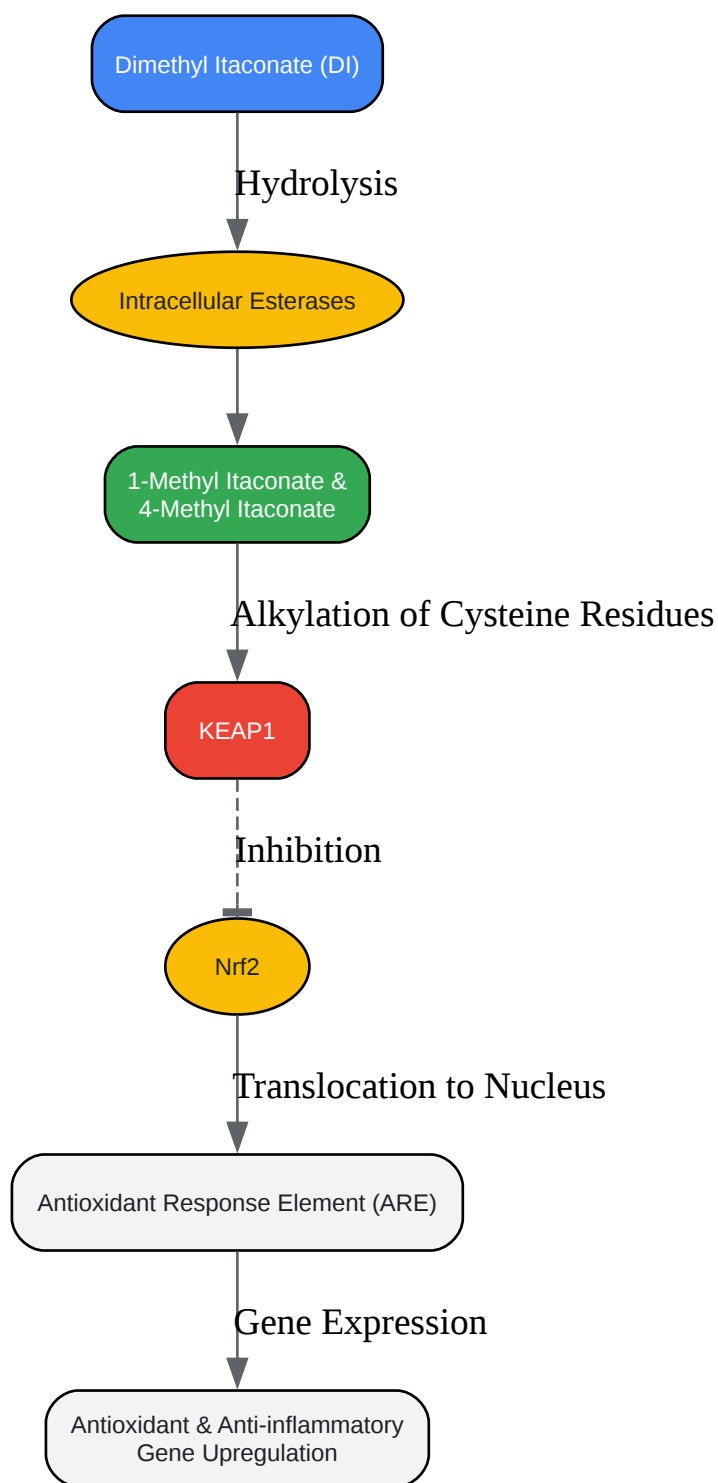 Dimethyl Itaconate (DI)
Hydrolysis
Intracellular Esterases
1-Methyl Itaconate &
4-Methyl Itaconate
Alkylation of Cysteine Residues
KEAP1
Inhibition
Nrf2
Translocation to Nucleus
Antioxidant Response Element (ARE)
Gene Expression
Antioxidant & Anti-inflammatory
Gene Upregulation